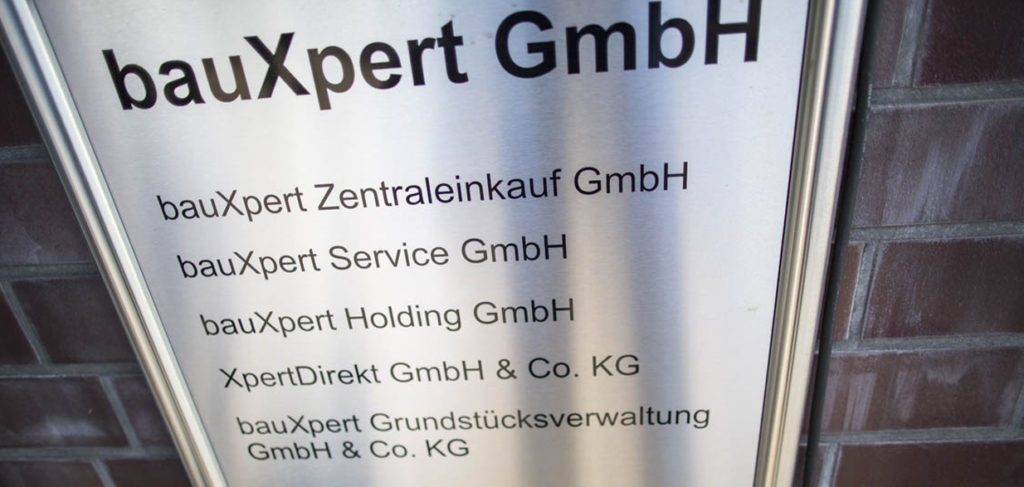 bauXpert GmbH
bauXpert Zentraleinkauf GmbH
bauXpert Service GmbH
bauXpert Holding GmbH
XpertDirekt GmbH & Co. KG
bauXpert Grundstücksverwaltung
GmbH & Co. KG